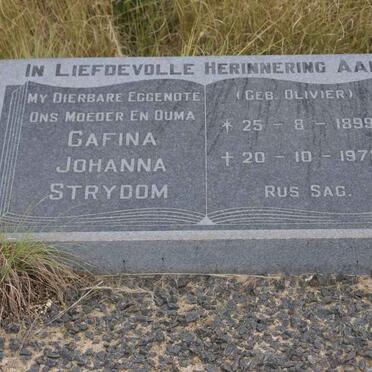 IN LIEFDEVOLLE HERINNERING AAN
MY DIERBARE EGGENOTE
ONS MOEDER EN OUMA
GAFINA
JOHANNA
STRYDOM
(GEB. OLIVIER)
* 25 - 8 - 1899
† 20 - 10 - 197
RUS SAG.